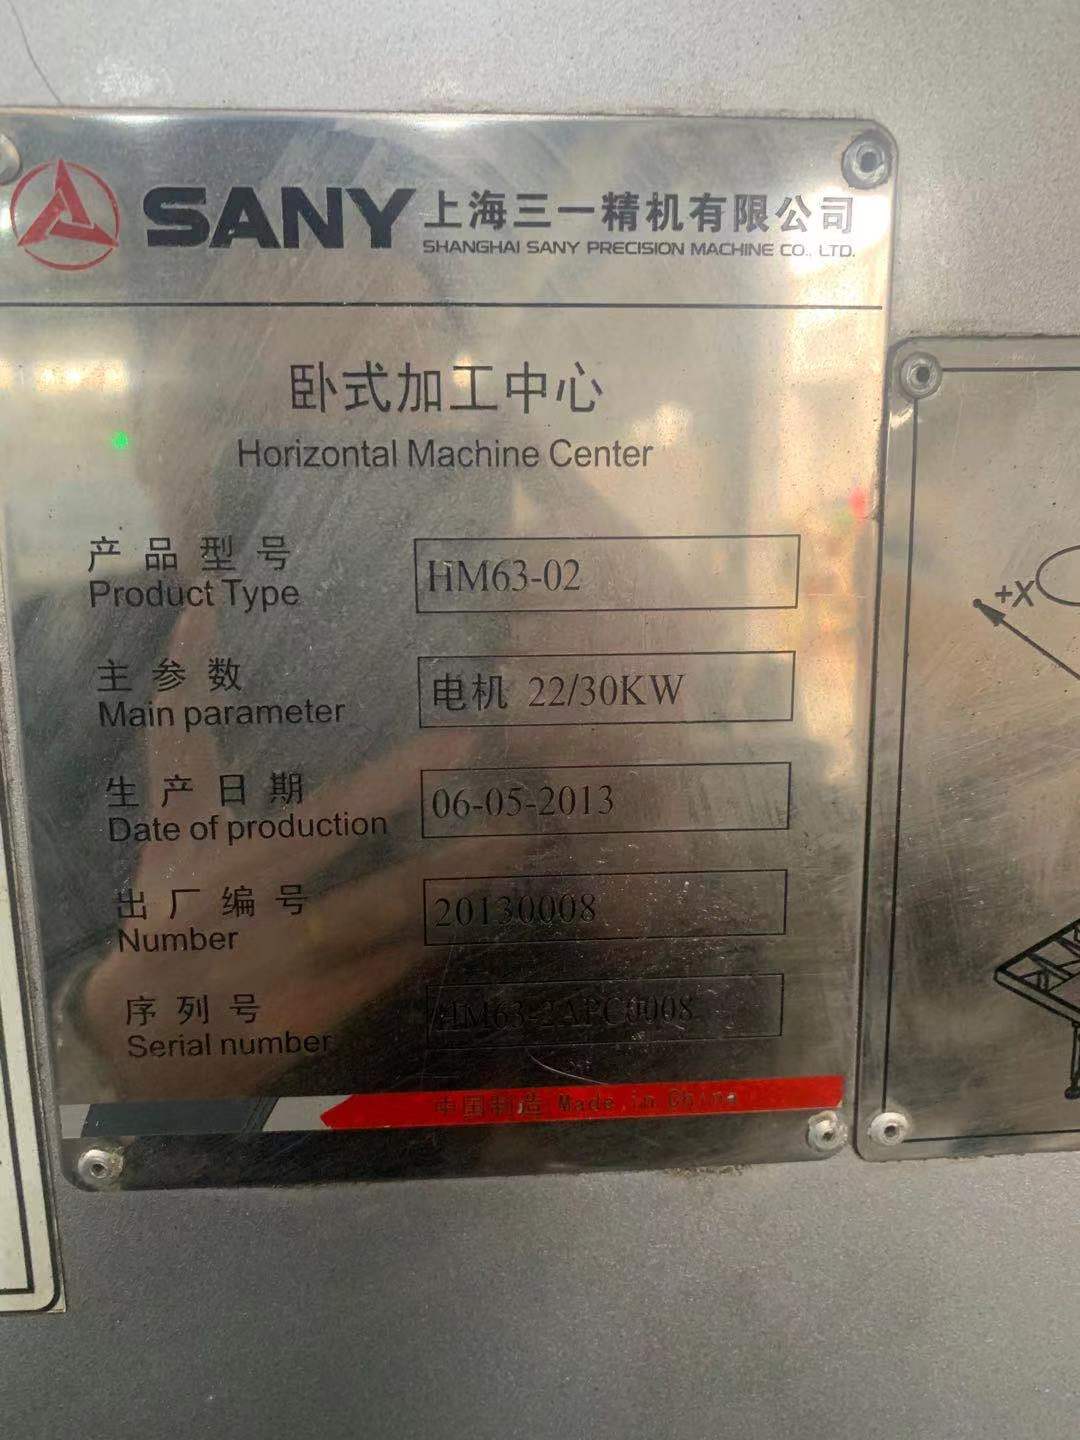 SANY 上海三一精机有限公司
SHANGHAI SANY PRECISION MACHINE CO., LTD.
卧式加工中心
Horizontal Machine Center
产品型号
Product Type
HM63-02
主参数
Main parameter
电机 22/30KW
生产日期
Date of production
06-05-2013
出厂编号
Number
20130008
序列号
Serial number
HM63-2APC0008
中国制造 Made in China
+X